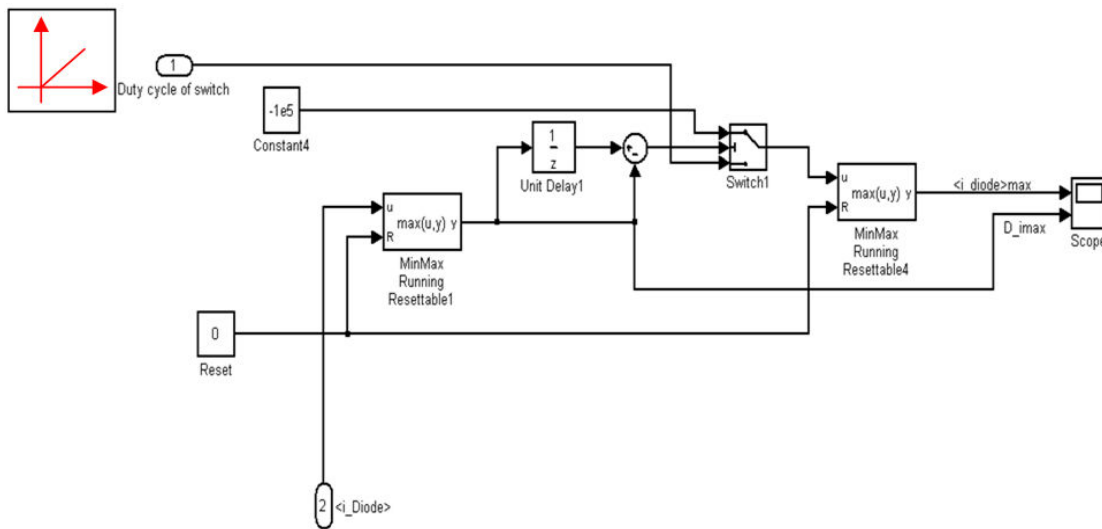 1
Duty cycle of switch
-1e5
Constant4
1
z
Unit Delay1
+
-
Switch1
u
R
max(u,y) y
MinMax
Running
Resettable1
u
R
max(u,y) y
MinMax
Running
Resettable4
<i_diode>max
D_imax
Scope
0
Reset
2
<i_Diode>